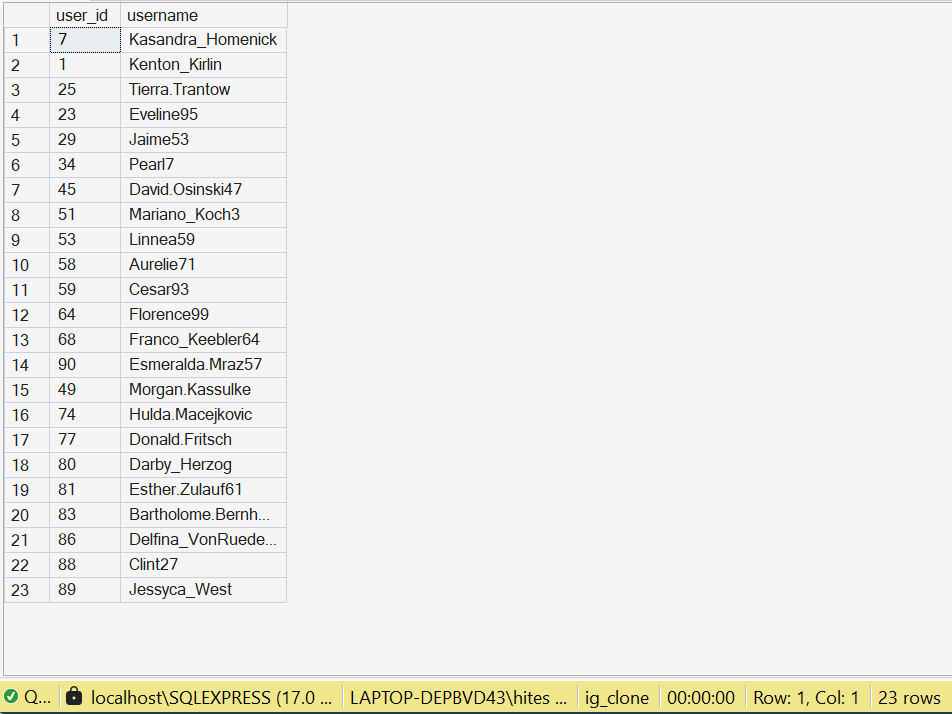 user_id username
1 7 Kasandra_Homenick
2 1 Kenton_Kirlin
3 25 Tierra.Trantow
4 23 Eveline95
5 29 Jaime53
6 34 Pearl7
7 45 David.Osinski47
8 51 Mariano_Koch3
9 53 Linnea59
10 58 Aurelie71
11 59 Cesar93
12 64 Florence99
13 68 Franco_Keebler64
14 90 Esmeralda.Mraz57
15 49 Morgan.Kassulke
16 74 Hulda.Macejkovic
17 77 Donald.Fritsch
18 80 Darby_Herzog
19 81 Esther.Zulauf61
20 83 Bartholome.Bernh...
21 86 Delfina_VonRuede...
22 88 Clint27
23 89 Jessyca_West
Q... localhost\SQLEXPRESS (17.0 ... LAPTOP-DEPBVD43\hites ... ig_clone 00:00:00 Row: 1, Col: 1 23 rows